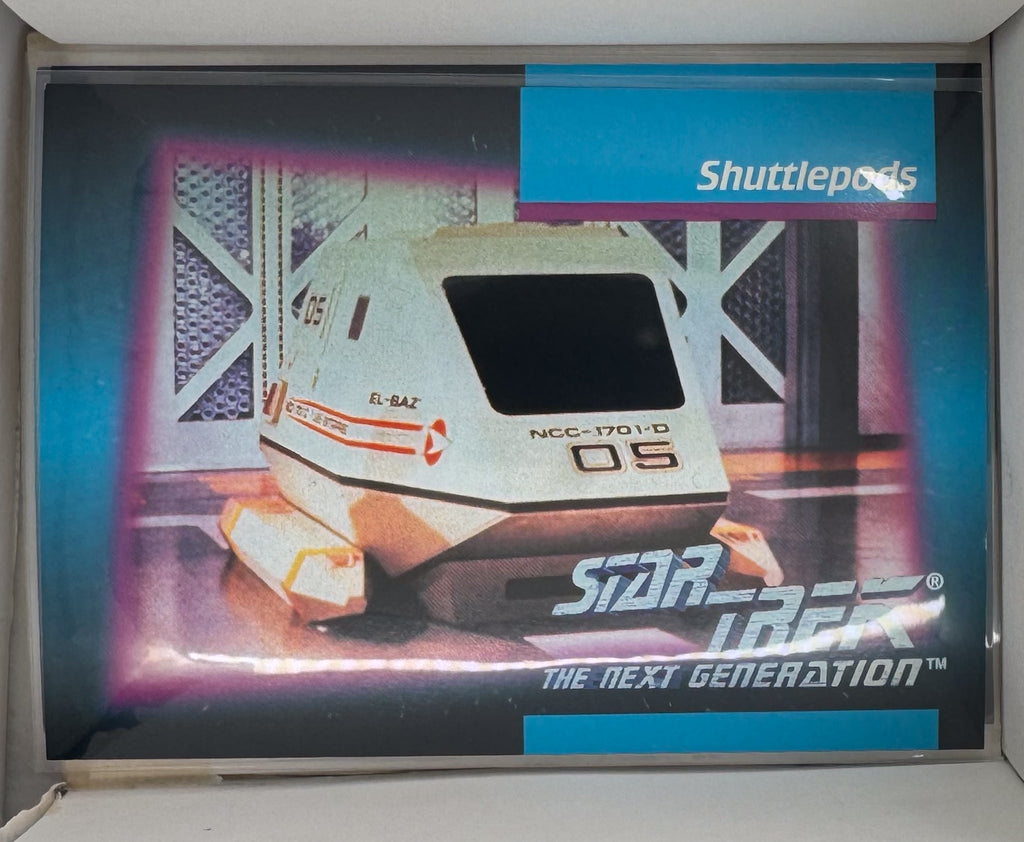 Shuttlepods
05
EL-BAZ
NCC-1701-D
05
STAR TREK®
THE NEXT GENERATION™